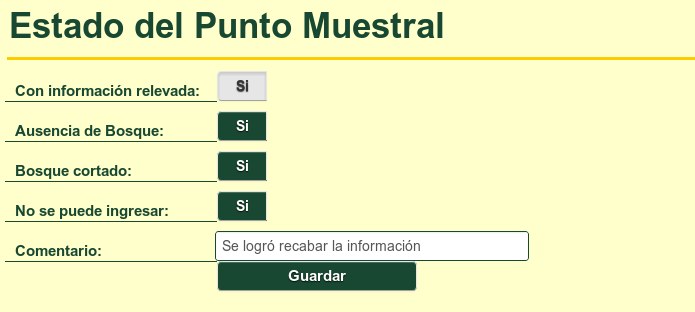 Estado del Punto Muestral
Con información relevada: Si
Ausencia de Bosque: Si
Bosque cortado: Si
No se puede ingresar: Si
Comentario: Se logró recabar la información
Guardar